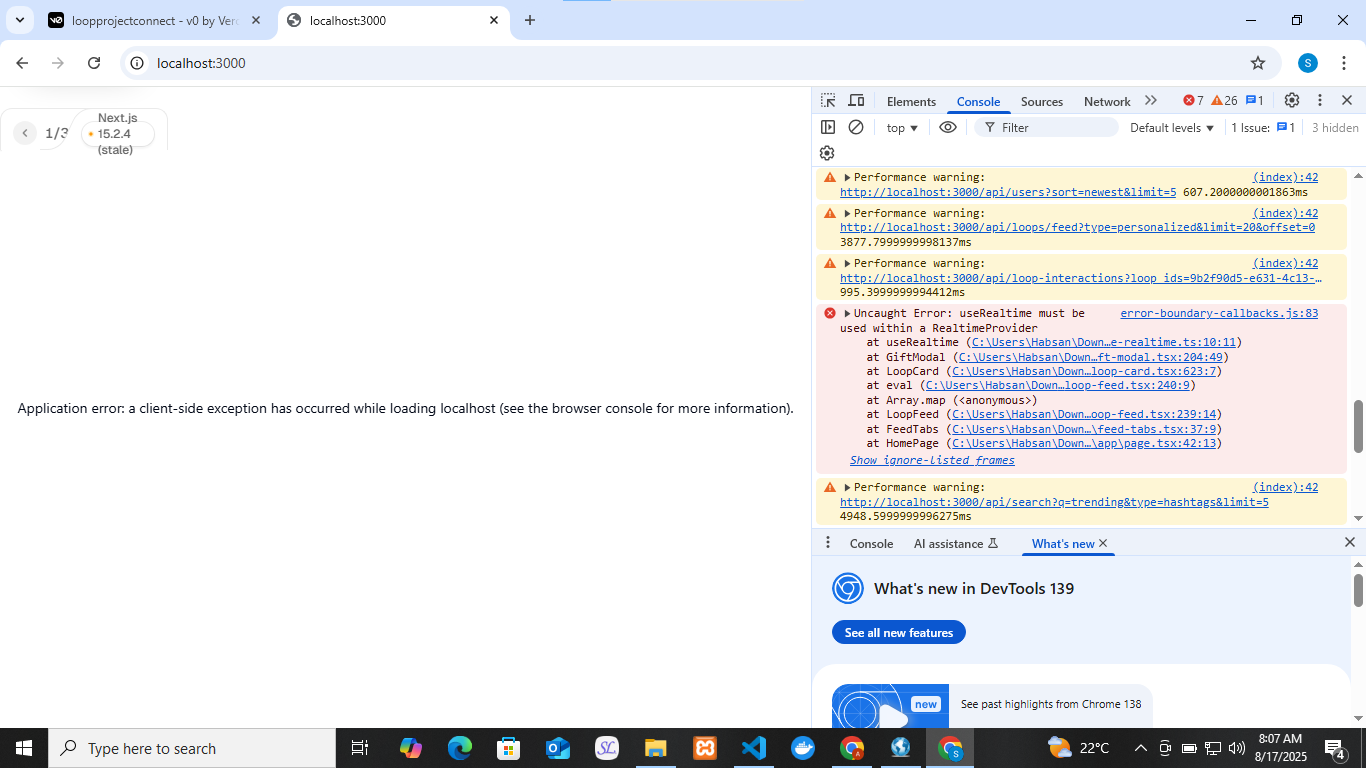 loopprojectconnect - v0 by Verc
localhost:3000
localhost:3000
S
1/3
Next.js
15.2.4
(stale)
Application error: a client-side exception has occurred while loading localhost (see the browser console for more information).
Elements
Console
Sources
Network
7
26
1
top
Filter
Default levels
1 Issue:
1
3 hidden
Performance warning:
(index):42
http://localhost:3000/api/users?sort=newest&limit=5 607.2000000001863ms
Performance warning:
(index):42
http://localhost:3000/api/loops/feed?type=personalized&limit=20&offset=0
3877.7999999998137ms
Performance warning:
(index):42
http://localhost:3000/api/loop-interactions?loop_ids=9b2f90d5-e631-4c13-…
995.3999999994412ms
Uncaught Error: useRealtime must be
error-boundary-callbacks.js:83
used within a RealtimeProvider
at useRealtime (C:\Users\Habsan\Down…e-realtime.ts:10:11)
at GiftModal (C:\Users\Habsan\Down…ft-modal.tsx:204:49)
at LoopCard (C:\Users\Habsan\Down…loop-card.tsx:623:7)
at eval (C:\Users\Habsan\Down…loop-feed.tsx:240:9)
at Array.map (<anonymous>)
at LoopFeed (C:\Users\Habsan\Down…oop-feed.tsx:239:14)
at FeedTabs (C:\Users\Habsan\Down…\feed-tabs.tsx:37:9)
at HomePage (C:\Users\Habsan\Down…\app\page.tsx:42:13)
Show ignore-listed frames
Performance warning:
(index):42
http://localhost:3000/api/search?q=trending&type=hashtags&limit=5
4948.5999999996275ms
Console
AI assistance
What's new
What's new in DevTools 139
See all new features
new
See past highlights from Chrome 138
Type here to search
SL
A
S
22°C
8:07 AM
8/17/2025
4